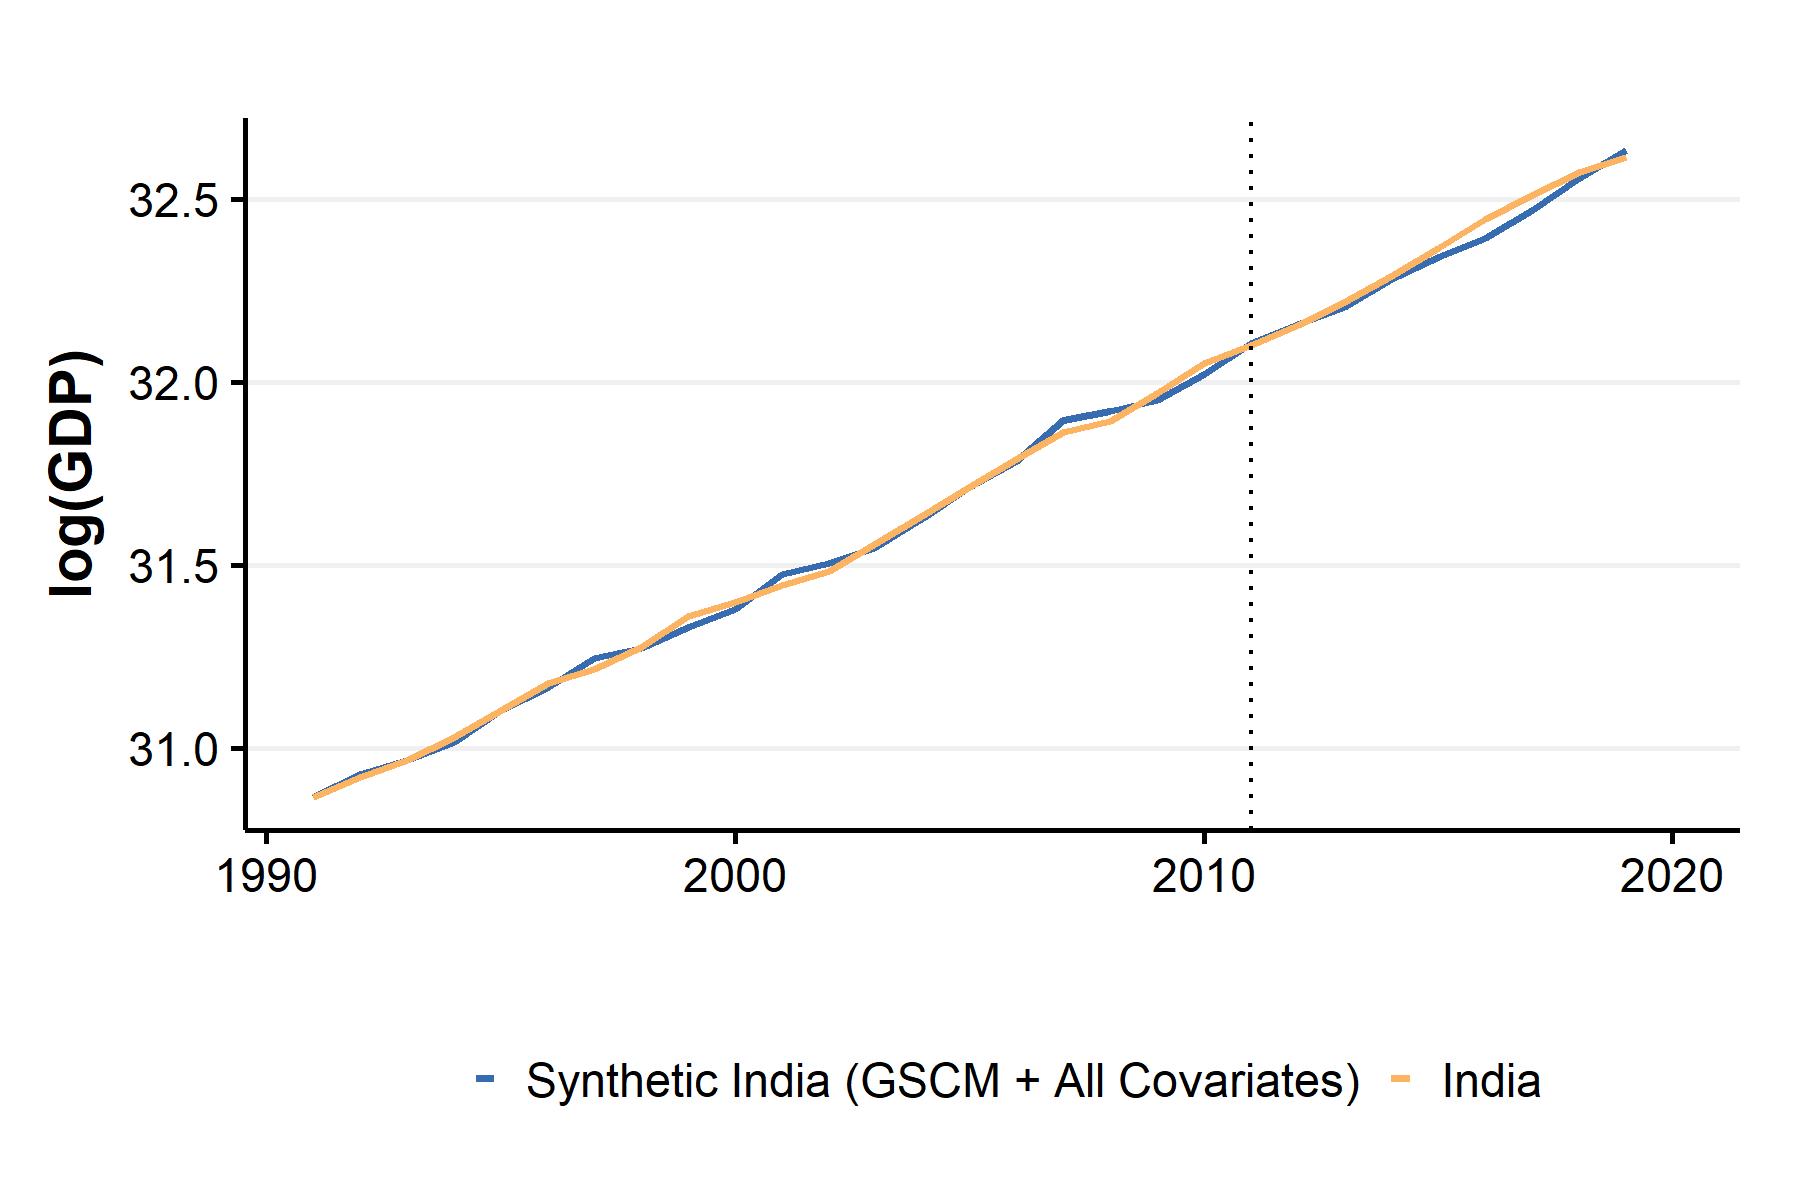 log(GDP)
32.5
32.0
31.5
31.0
1990 2000 2010 2020
Synthetic India (GSCM + All Covariates) India